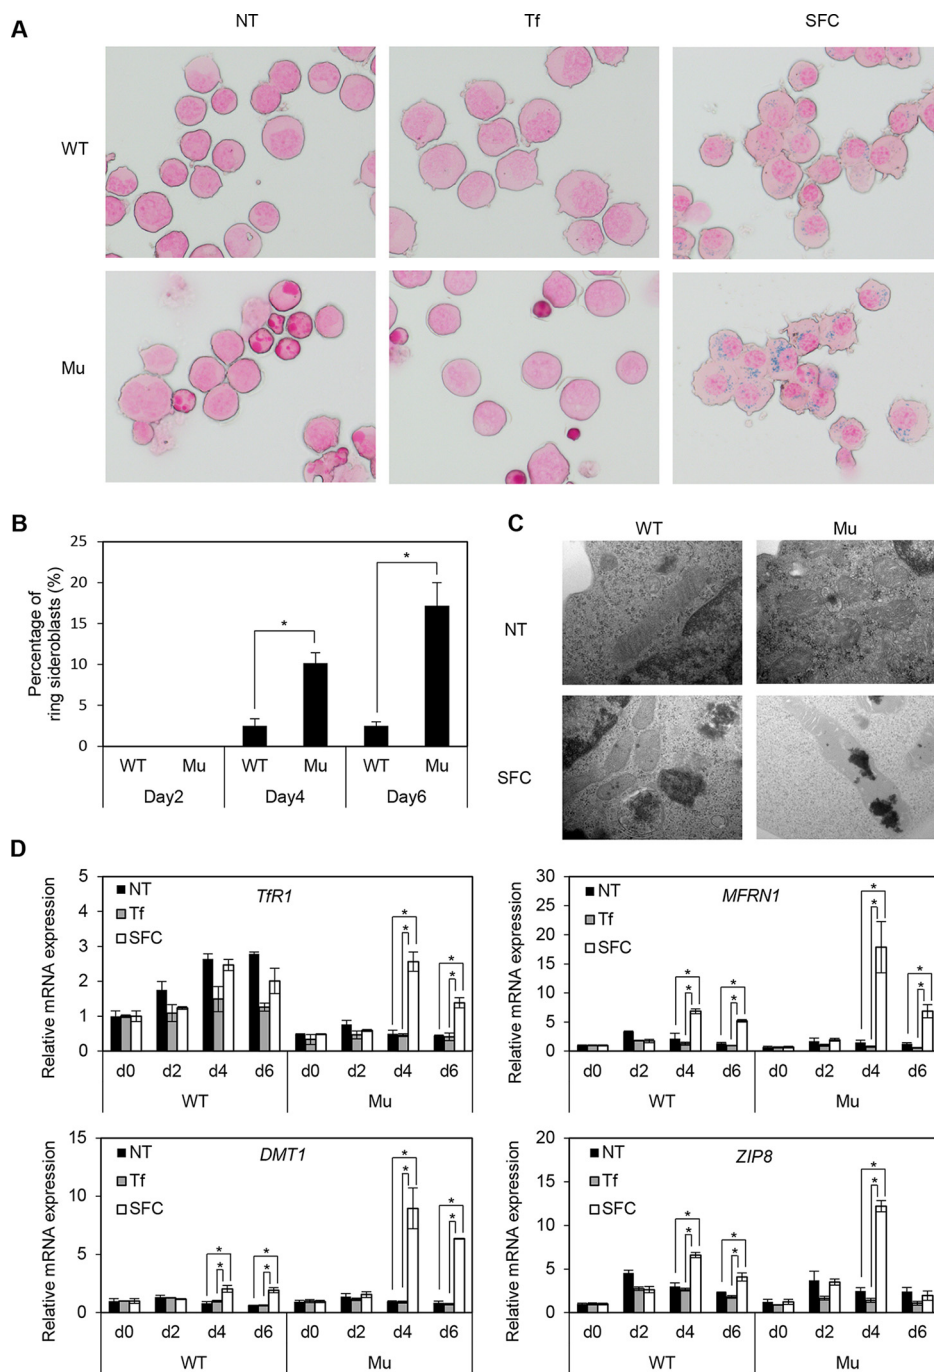 A
NT Tf SFC
WT
Mu
B
Percentage of
ring sideroblasts (%)
25
20
15
10
5
0
*
*
WT Mu WT Mu WT Mu
Day2 Day4 Day6
C
WT Mu
NT
SFC
D
Relative mRNA expression
5
4
3
2
1
0
NT
Tf
SFC
TfR1
*
*
*
*
d0 d2 d4 d6 d0 d2 d4 d6
WT Mu
Relative mRNA expression
30
25
20
15
10
5
0
NT
Tf
SFC
MFRN1
*
*
*
*
*
*
*
*
d0 d2 d4 d6 d0 d2 d4 d6
WT Mu
Relative mRNA expression
15
10
5
0
NT
Tf
SFC
DMT1
*
*
*
*
*
*
*
*
d0 d2 d4 d6 d0 d2 d4 d6
WT Mu
Relative mRNA expression
20
15
10
5
0
NT
Tf
SFC
ZIP8
*
*
*
*
*
*
d0 d2 d4 d6 d0 d2 d4 d6
WT Mu